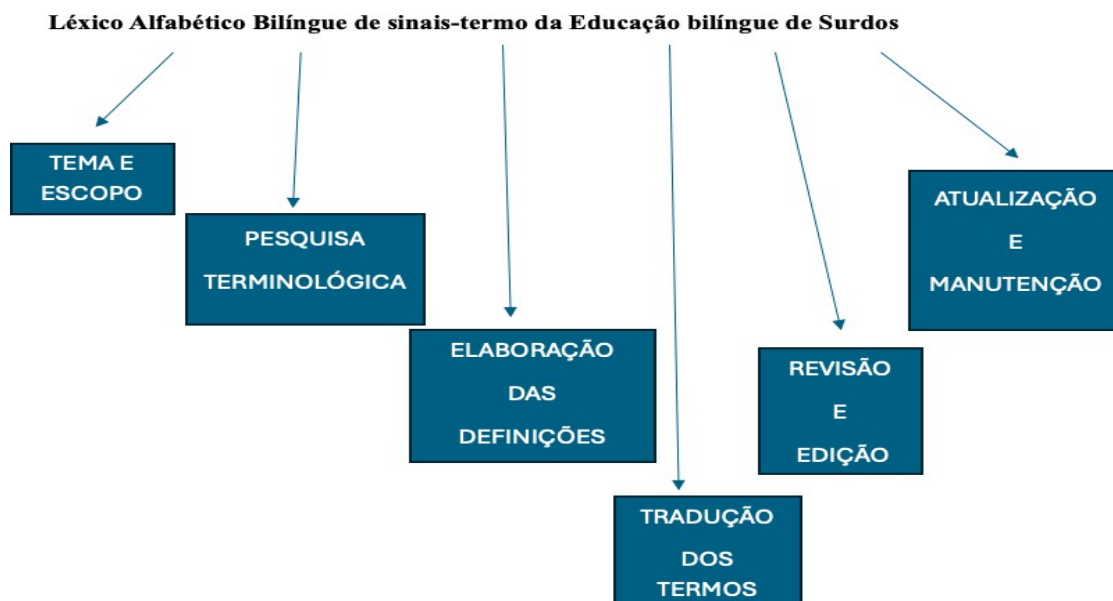 Léxico Alfabético Bilíngue de sinais-termo da Educação bilíngue de Surdos
TEMA E
ESCOPO
PESQUISA
TERMINOLÓGICA
ELABORAÇÃO
DAS
DEFINIÇÕES
TRADUÇÃO
DOS
TERMOS
REVISÃO
E
EDIÇÃO
ATUALIZAÇÃO
E
MANUTENÇÃO